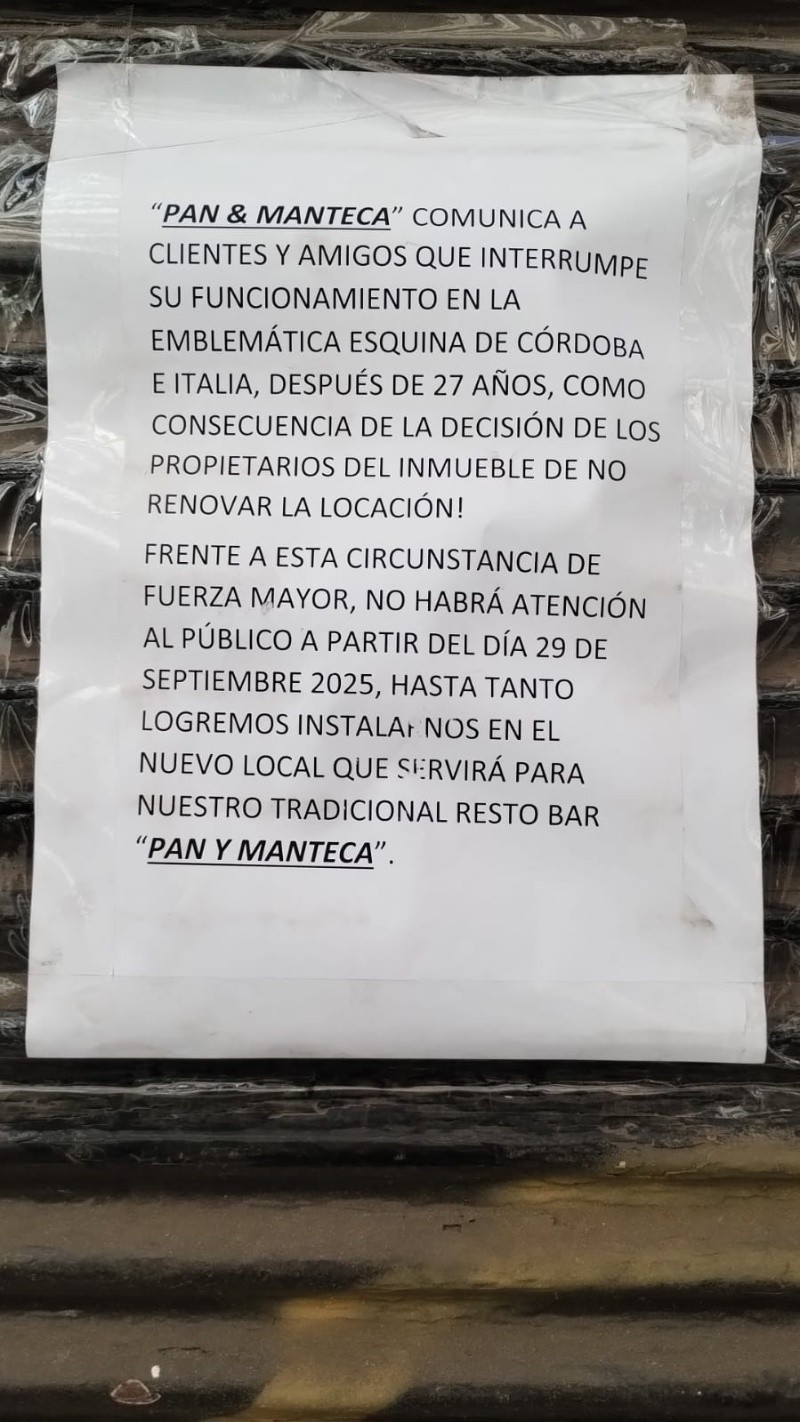 “PAN & MANTECA” COMUNICA A
CLIENTES Y AMIGOS QUE INTERRUMPE
SU FUNCIONAMIENTO EN LA
EMBLEMÁTICA ESQUINA DE CÓRDOBA
E ITALIA, DESPUÉS DE 27 AÑOS, COMO
CONSECUENCIA DE LA DECISIÓN DE LOS
PROPIETARIOS DEL INMUEBLE DE NO
RENOVAR LA LOCACIÓN!
FRENTE A ESTA CIRCUNSTANCIA DE
FUERZA MAYOR, NO HABRÁ ATENCIÓN
AL PÚBLICO A PARTIR DEL DÍA 29 DE
SEPTIEMBRE 2025, HASTA TANTO
LOGREMOS INSTALARNOS EN EL
NUEVO LOCAL QUE SERVIRÁ PARA
NUESTRO TRADICIONAL RESTO BAR
“PAN Y MANTECA”.